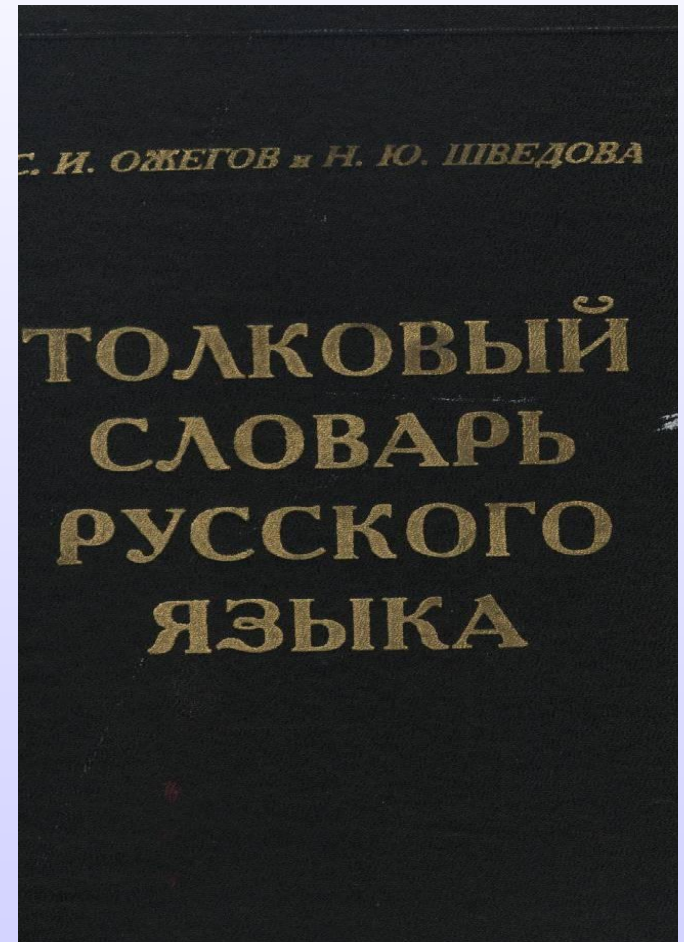 С. И. ОЖЕГОВ и Н. Ю. ШВЕДОВА
ТОЛКОВЫЙ
СЛОВАРЬ
РУССКОГО
ЯЗЫКА